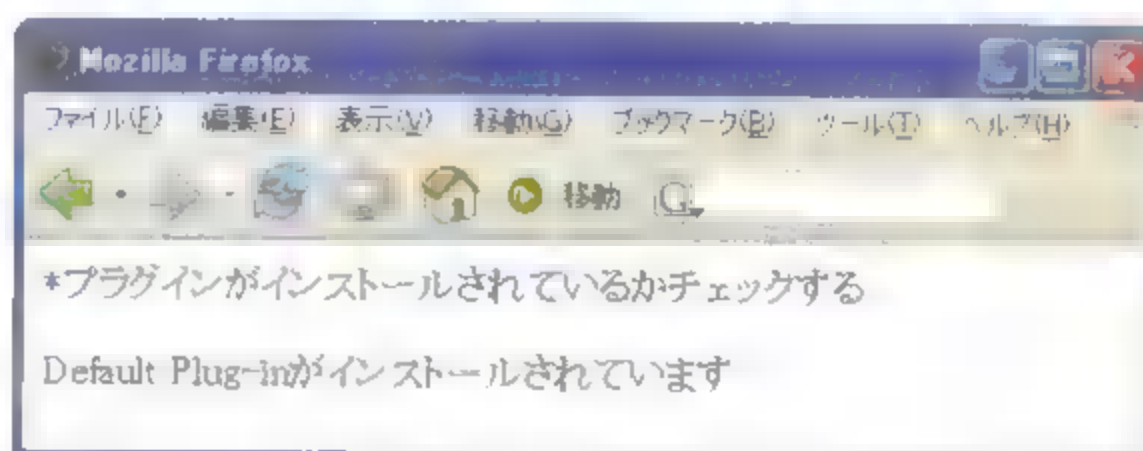 Mozilla Firefox
ファイル(F) 編集(E) 表示(V) 移動(G) ブックマーク(B) ツール(T) ヘルプ(H)
移動
*プラグインがインストールされているかチェックする
Default Plug-inがインストールされています